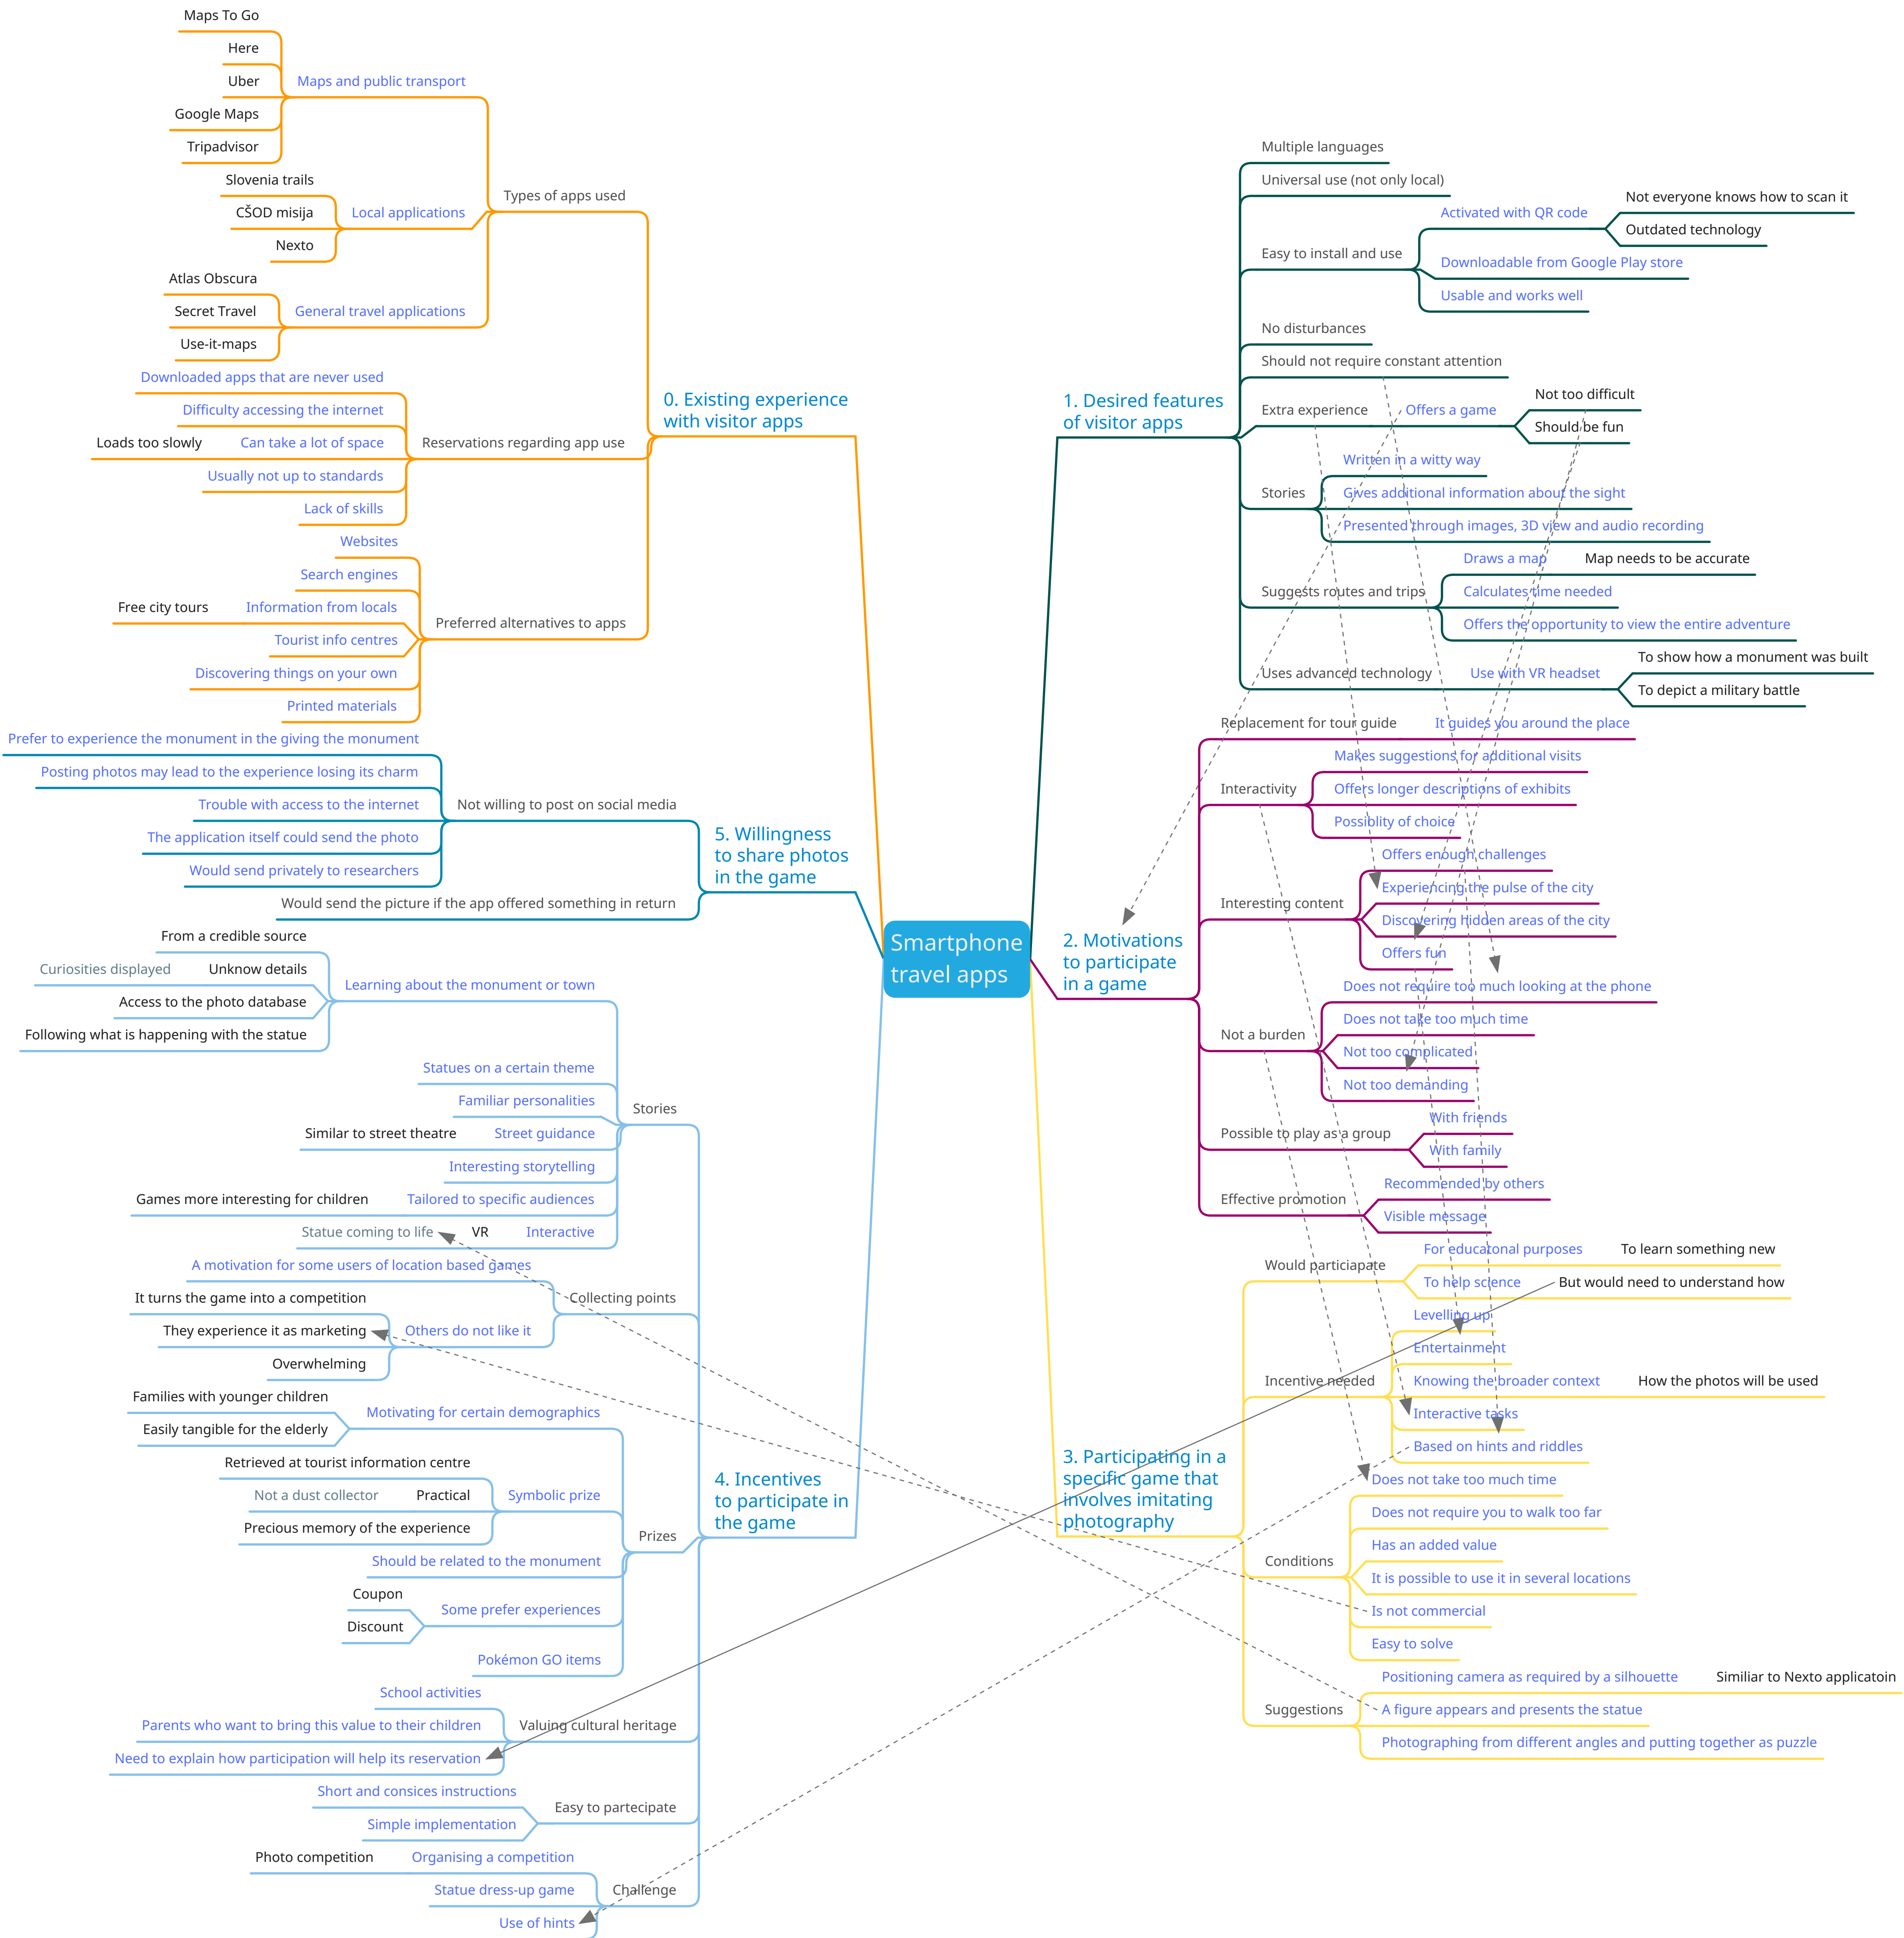 Smartphone
travel apps
0. Existing experience
with visitor apps
Types of apps used
Maps and public transport
Maps To Go
Here
Uber
Google Maps
Tripadvisor
Local applications
Slovenia trails
CŠOD misija
Nexto
General travel applications
Atlas Obscura
Secret Travel
Use-it-maps
Reservations regarding app use
Downloaded apps that are never used
Difficulty accessing the internet
Can take a lot of space
Loads too slowly
Usually not up to standards
Lack of skills
Preferred alternatives to apps
Websites
Search engines
Information from locals
Free city tours
Tourist info centres
Discovering things on your own
Printed materials
1. Desired features
of visitor apps
Multiple languages
Universal use (not only local)
Easy to install and use
Activated with QR code
Not everyone knows how to scan it
Outdated technology
Downloadable from Google Play store
Usable and works well
No disturbances
Should not require constant attention
Extra experience
Offers a game
Not too difficult
Should be fun
Stories
Written in a witty way
Gives additional information about the sight
Presented through images, 3D view and audio recording
Suggests routes and trips
Draws a map
Map needs to be accurate
Calculates time needed
Offers the opportunity to view the entire adventure
Uses advanced technology
Use with VR headset
To show how a monument was built
To depict a military battle
2. Motivations
to participate
in a game
Replacement for tour guide
It guides you around the place
Interactivity
Makes suggestions for additional visits
Offers longer descriptions of exhibits
Possiblity of choice
Interesting content
Offers enough challenges
Experiencing the pulse of the city
Discovering hidden areas of the city
Offers fun
Not a burden
Does not require too much looking at the phone
Does not take too much time
Not too complicated
Not too demanding
Possible to play as a group
With friends
With family
Effective promotion
Recommended by others
Visible message
3. Participating in a
specific game that
involves imitating
photography
Would particiapate
For educatonal purposes
To learn something new
To help science
But would need to understand how
Incentive needed
Levelling up
Entertainment
Knowing the broader context
How the photos will be used
Interactive tasks
Based on hints and riddles
Conditions
Does not take too much time
Does not require you to walk too far
Has an added value
It is possible to use it in several locations
Is not commercial
Easy to solve
Suggestions
Positioning camera as required by a silhouette
Similiar to Nexto applicatoin
A figure appears and presents the statue
Photographing from different angles and putting together as puzzle
4. Incentives
to participate in
the game
Stories
Learning about the monument or town
From a credible source
Unknow details
Curiosities displayed
Access to the photo database
Following what is happening with the statue
Statues on a certain theme
Familiar personalities
Street guidance
Similar to street theatre
Interesting storytelling
Tailored to specific audiences
Games more interesting for children
Interactive
VR
Statue coming to life
Collecting points
A motivation for some users of location based games
Others do not like it
It turns the game into a competition
They experience it as marketing
Overwhelming
Prizes
Motivating for certain demographics
Families with younger children
Easily tangible for the elderly
Symbolic prize
Retrieved at tourist information centre
Practical
Not a dust collector
Precious memory of the experience
Should be related to the monument
Some prefer experiences
Coupon
Discount
Pokémon GO items
Valuing cultural heritage
School activities
Parents who want to bring this value to their children
Need to explain how participation will help its reservation
Easy to partecipate
Short and consices instructions
Simple implementation
Challenge
Organising a competition
Photo competition
Statue dress-up game
Use of hints
5. Willingness
to share photos
in the game
Not willing to post on social media
Prefer to experience the monument in the giving the monument
Posting photos may lead to the experience losing its charm
Trouble with access to the internet
The application itself could send the photo
Would send privately to researchers
Would send the picture if the app offered something in return